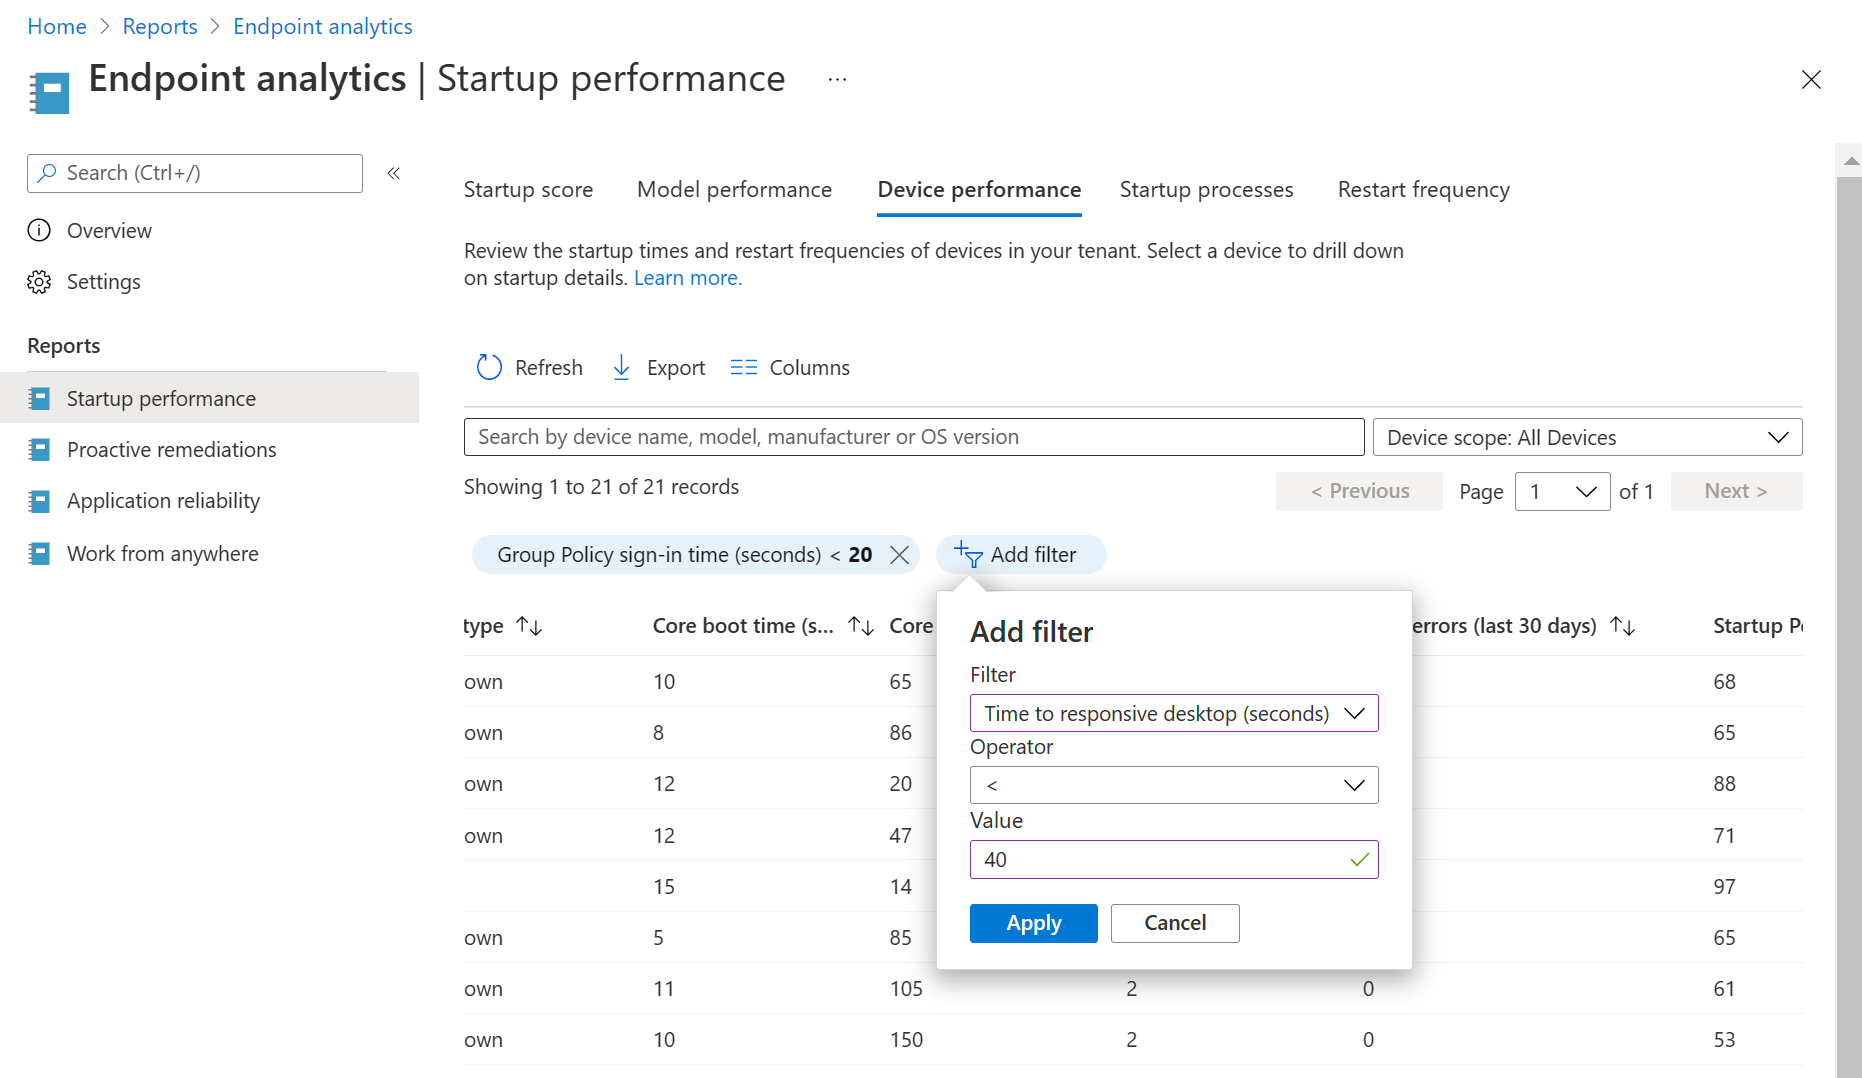 Home > Reports > Endpoint analytics
Endpoint analytics | Startup performance ...
Search (Ctrl+/) «
Overview
Settings
Reports
Startup performance
Proactive remediations
Application reliability
Work from anywhere
Startup score Model performance Device performance Startup processes Restart frequency
Review the startup times and restart frequencies of devices in your tenant. Select a device to drill down
on startup details. Learn more.
Refresh Export Columns
Search by device name, model, manufacturer or OS version Device scope: All Devices
Showing 1 to 21 of 21 records < Previous Page 1 of 1 Next >
Group Policy sign-in time (seconds) < 20 Add filter
type Core boot time (s... Core errors (last 30 days) Startup P
own 10 65 68
own 8 86 65
own 12 20 88
own 12 47 71
15 14 97
own 5 85 65
own 11 105 2 0 61
own 10 150 2 0 53
Add filter
Filter
Time to responsive desktop (seconds)
Operator
<
Value
40
Apply Cancel